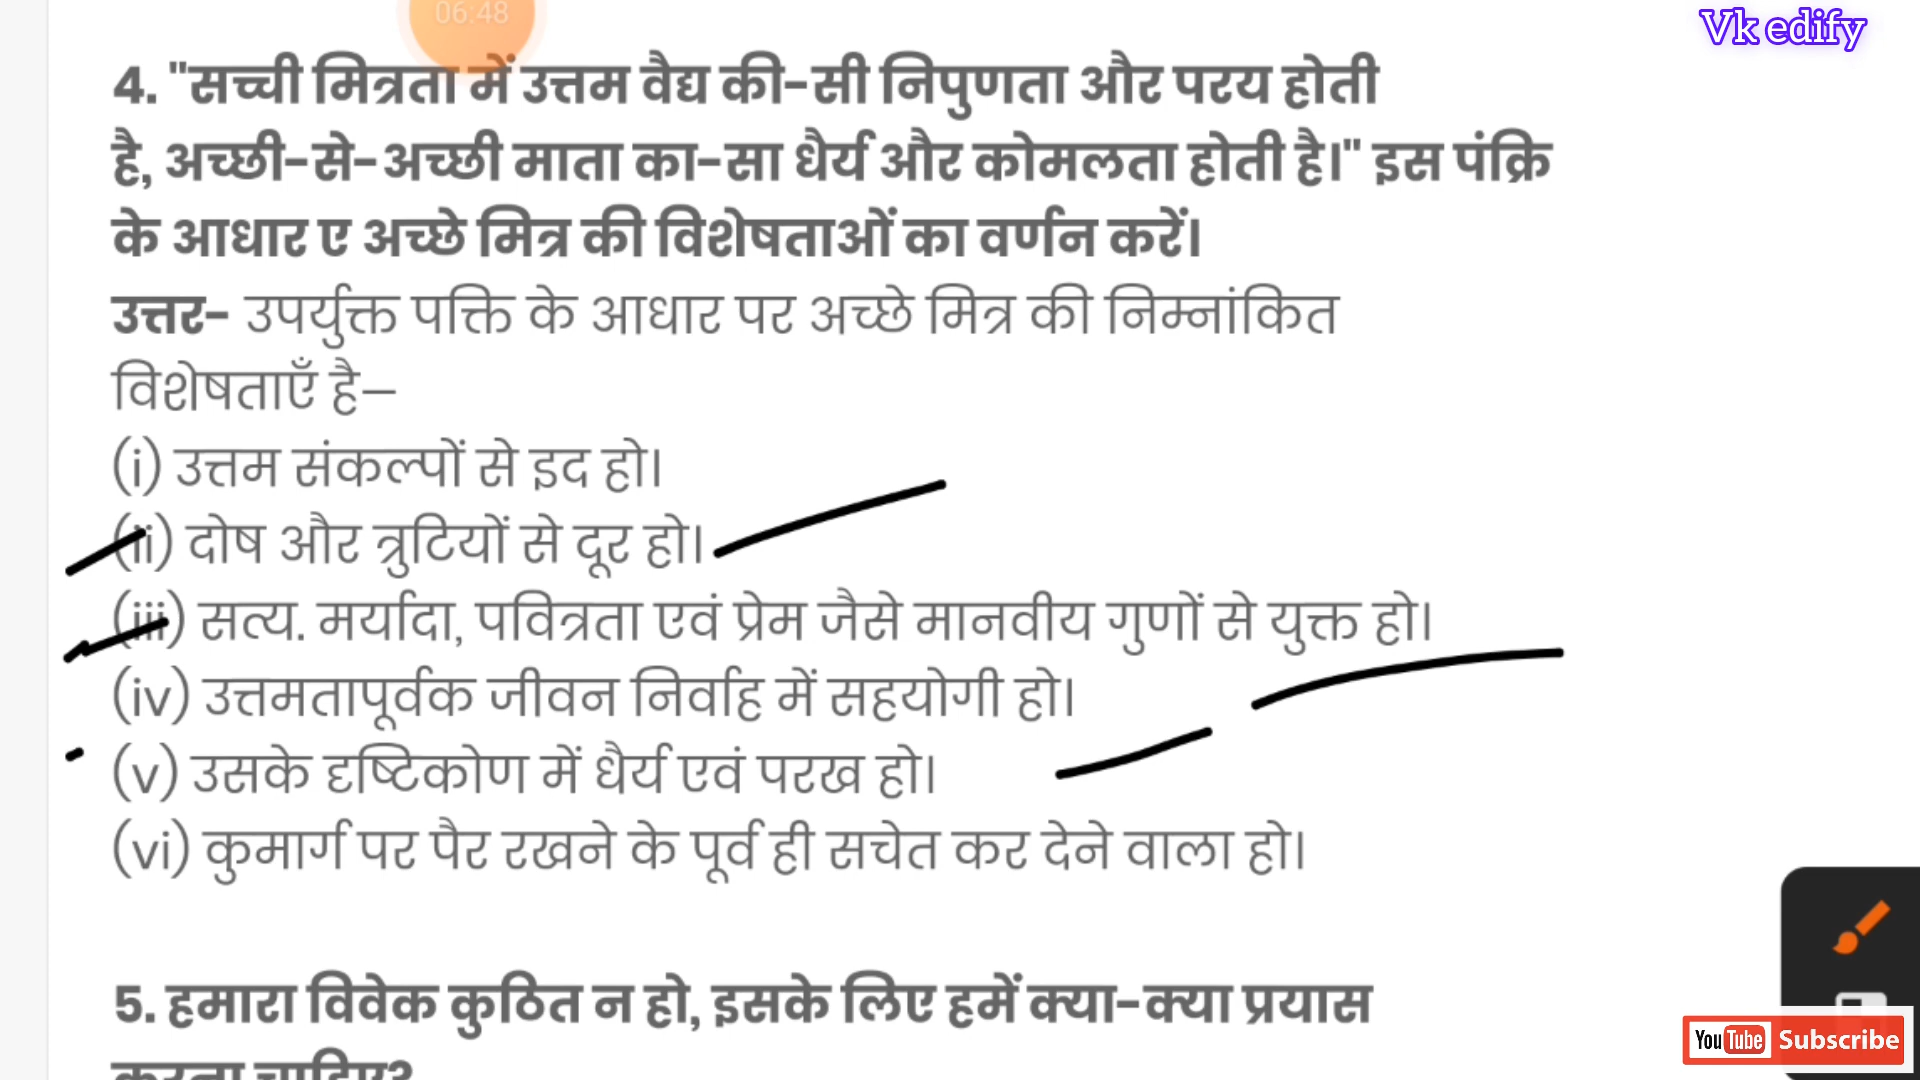 06:48
Vk edify
4. "सच्ची मित्रता में उत्तम वैद्य की-सी निपुणता और परय होती
है, अच्छी-से-अच्छी माता का-सा धैर्य और कोमलता होती है।" इस पंक्रि
के आधार ए अच्छे मित्र की विशेषताओं का वर्णन करें।
उत्तर- उपर्युक्त पक्ति के आधार पर अच्छे मित्र की निम्नांकित
विशेषताएँ है—
(i) उत्तम संकल्पों से इद हो।
(ii) दोष और त्रुटियों से दूर हो।
(iii) सत्य. मर्यादा, पवित्रता एवं प्रेम जैसे मानवीय गुणों से युक्त हो।
(iv) उत्तमतापूर्वक जीवन निर्वाह में सहयोगी हो।
(v) उसके दृष्टिकोण में धैर्य एवं परख हो।
(vi) कुमार्ग पर पैर रखने के पूर्व ही सचेत कर देने वाला हो।
5. हमारा विवेक कुठित न हो, इसके लिए हमें क्या-क्या प्रयास
करना चाहिए?
YouTube Subscribe